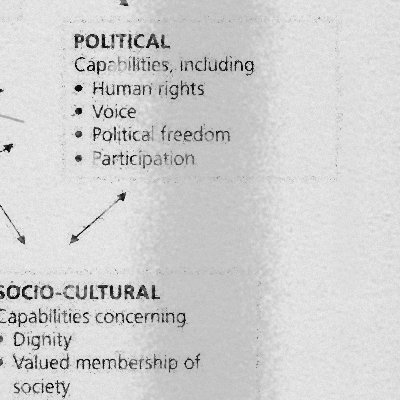 POLITICAL
Capabilities, including
• Human rights
• Voice
• Political freedom
• Participation
SOCIO-CULTURAL
Capabilities concerning
• Dignity
• Valued membership of
society